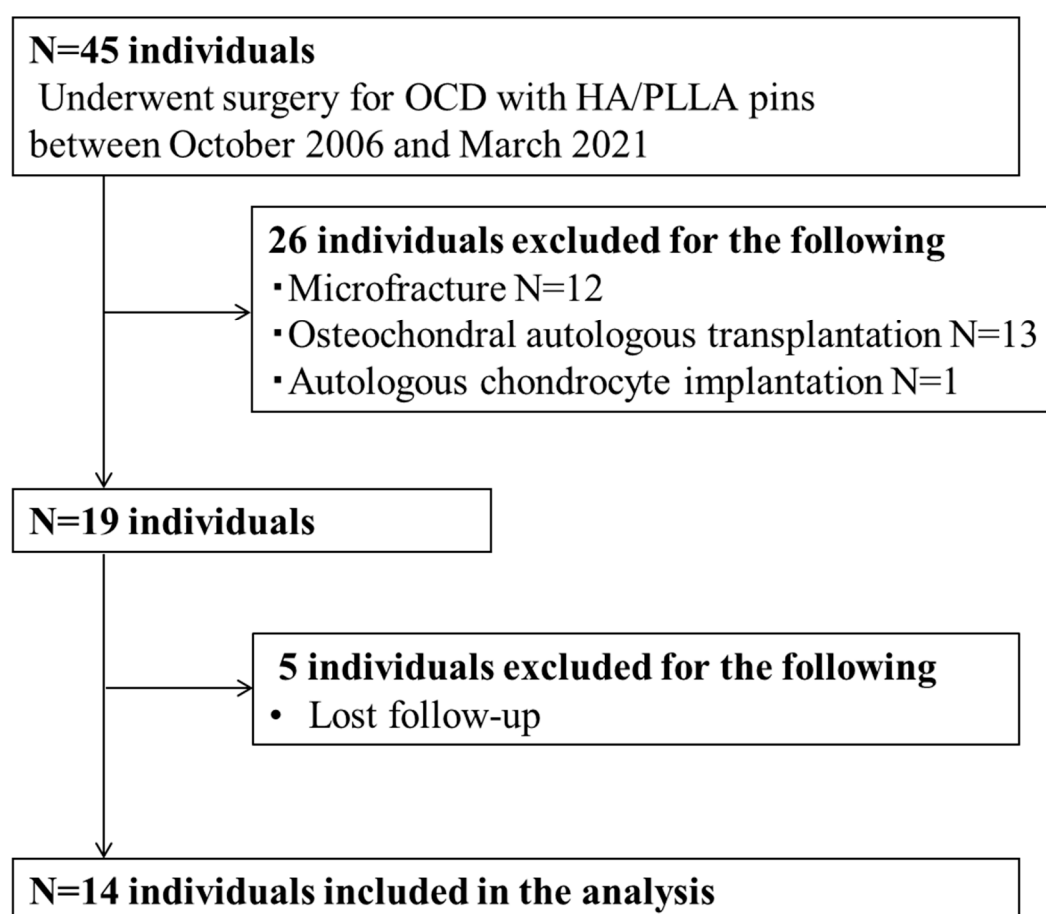 N=45 individuals
Underwent surgery for OCD with HA/PLLA pins
between October 2006 and March 2021
26 individuals excluded for the following
・Microfracture N=12
・Osteochondral autologous transplantation N=13
・Autologous chondrocyte implantation N=1
N=19 individuals
5 individuals excluded for the following
• Lost follow-up
N=14 individuals included in the analysis